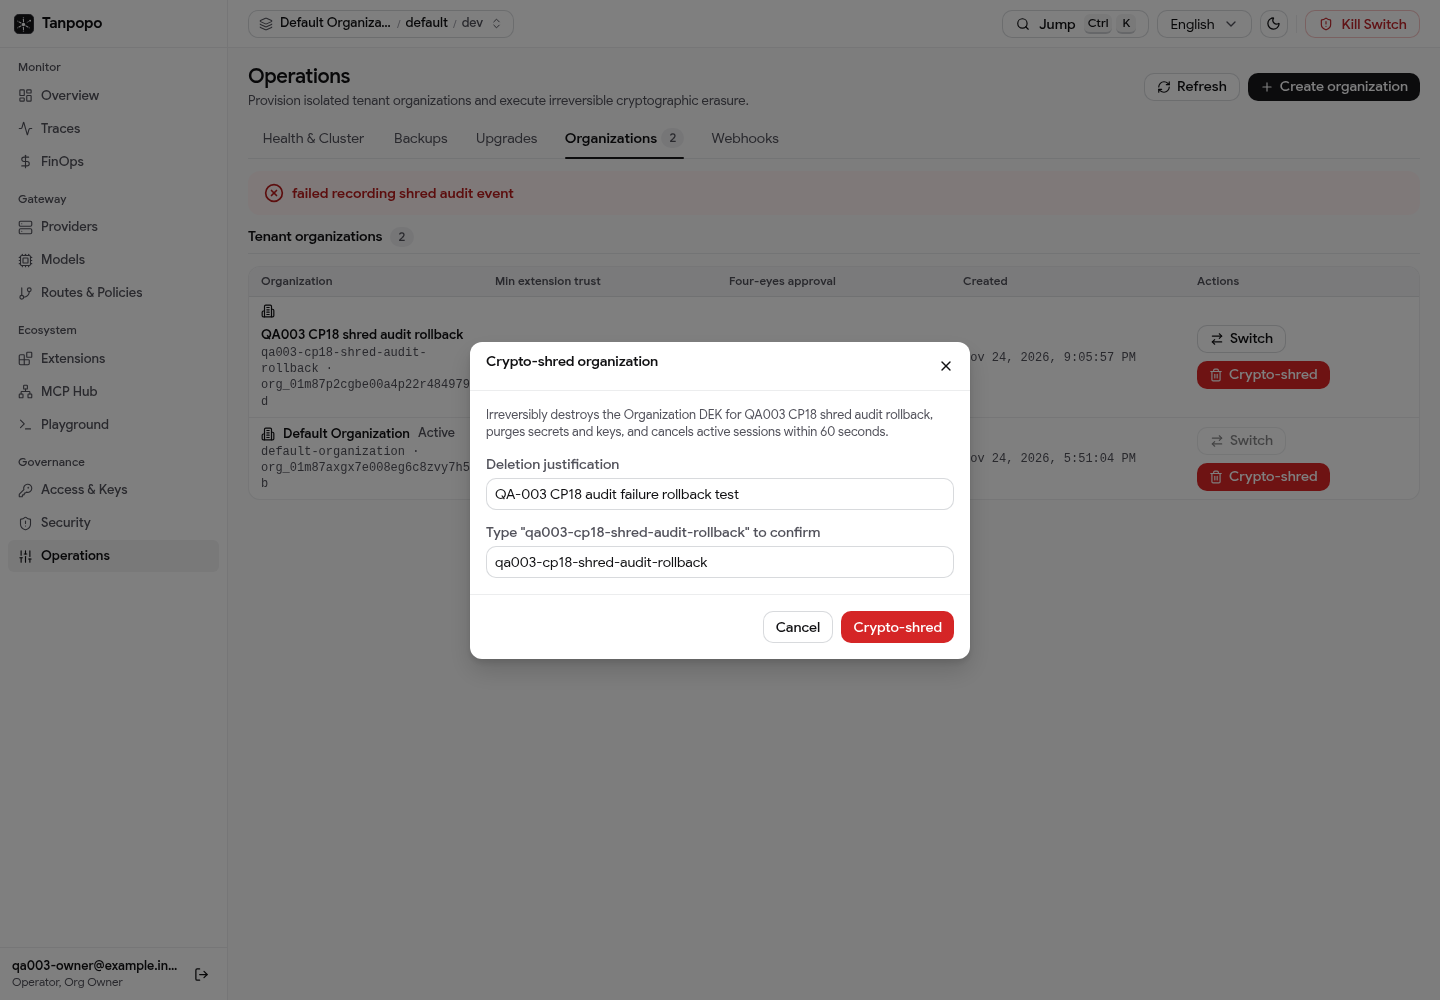 Tanpopo
Default Organiza... / default / dev
Jump Ctrl K
English
Kill Switch
Monitor
Overview
Traces
FinOps
Gateway
Providers
Models
Routes & Policies
Ecosystem
Extensions
MCP Hub
Playground
Governance
Access & Keys
Security
Operations
qa003-owner@example.in...
Operator, Org Owner
Operations
Provision isolated tenant organizations and execute irreversible cryptographic erasure.
Refresh
Create organization
Health & Cluster
Backups
Upgrades
Organizations 2
Webhooks
failed recording shred audit event
Tenant organizations 2
Organization Min extension trust Four-eyes approval Created Actions
QA003 CP18 shred audit rollback
qa003-cp18-shred-audit-
rollback ·
org_01m87p2cgbe00a4p22r484979
d
ov 24, 2026, 9:05:57 PM
Switch
Crypto-shred
Default Organization Active
default-organization ·
org_01m87axgx7e008eg6c8zvy7h5
b
ov 24, 2026, 5:51:04 PM
Switch
Crypto-shred
Crypto-shred organization
Irreversibly destroys the Organization DEK for QA003 CP18 shred audit rollback,
purges secrets and keys, and cancels active sessions within 60 seconds.
Deletion justification
QA-003 CP18 audit failure rollback test
Type "qa003-cp18-shred-audit-rollback" to confirm
qa003-cp18-shred-audit-rollback
Cancel
Crypto-shred